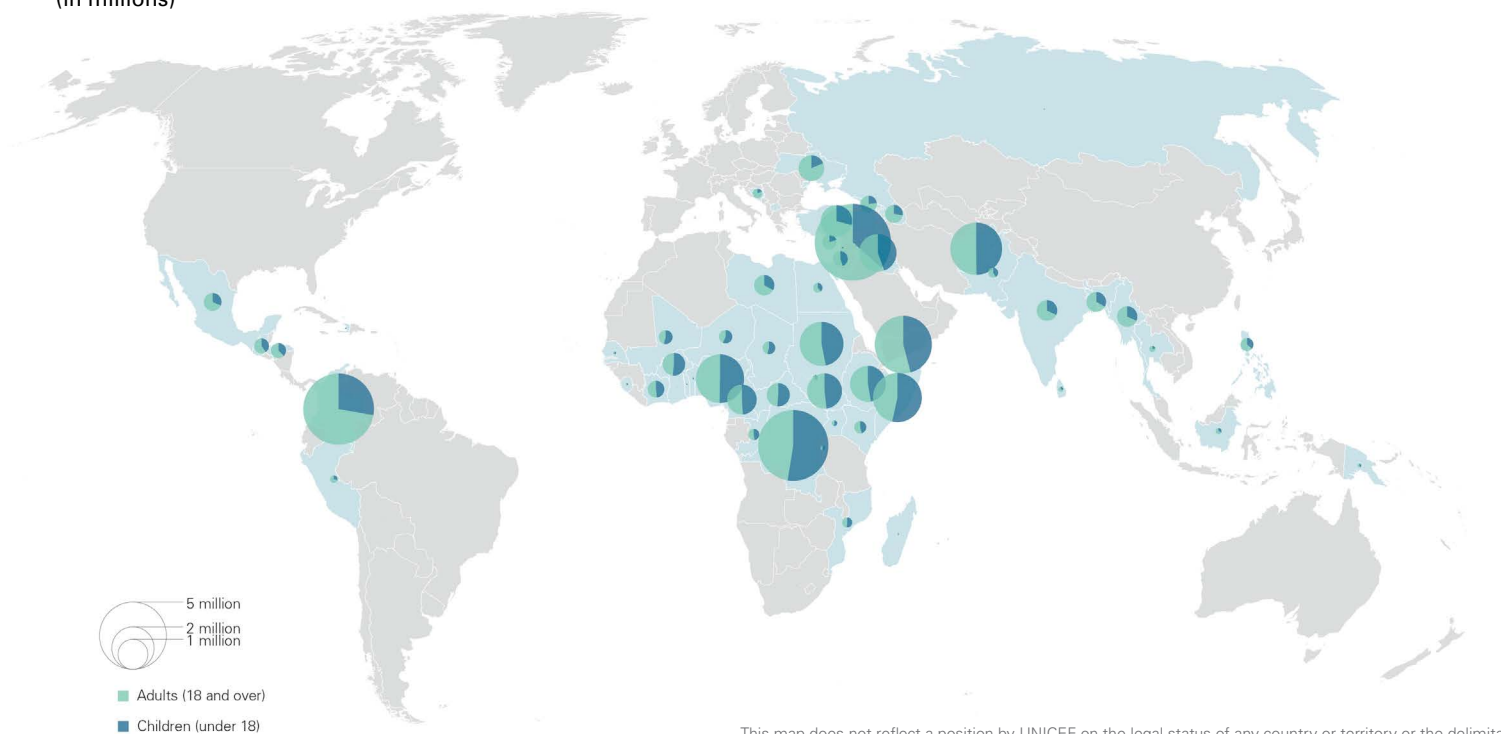 (in millions)
5 million
2 million
1 million
Adults (18 and over)
Children (under 18)
This map does not reflect a position by UNICEF on the legal status of any country or territory or the